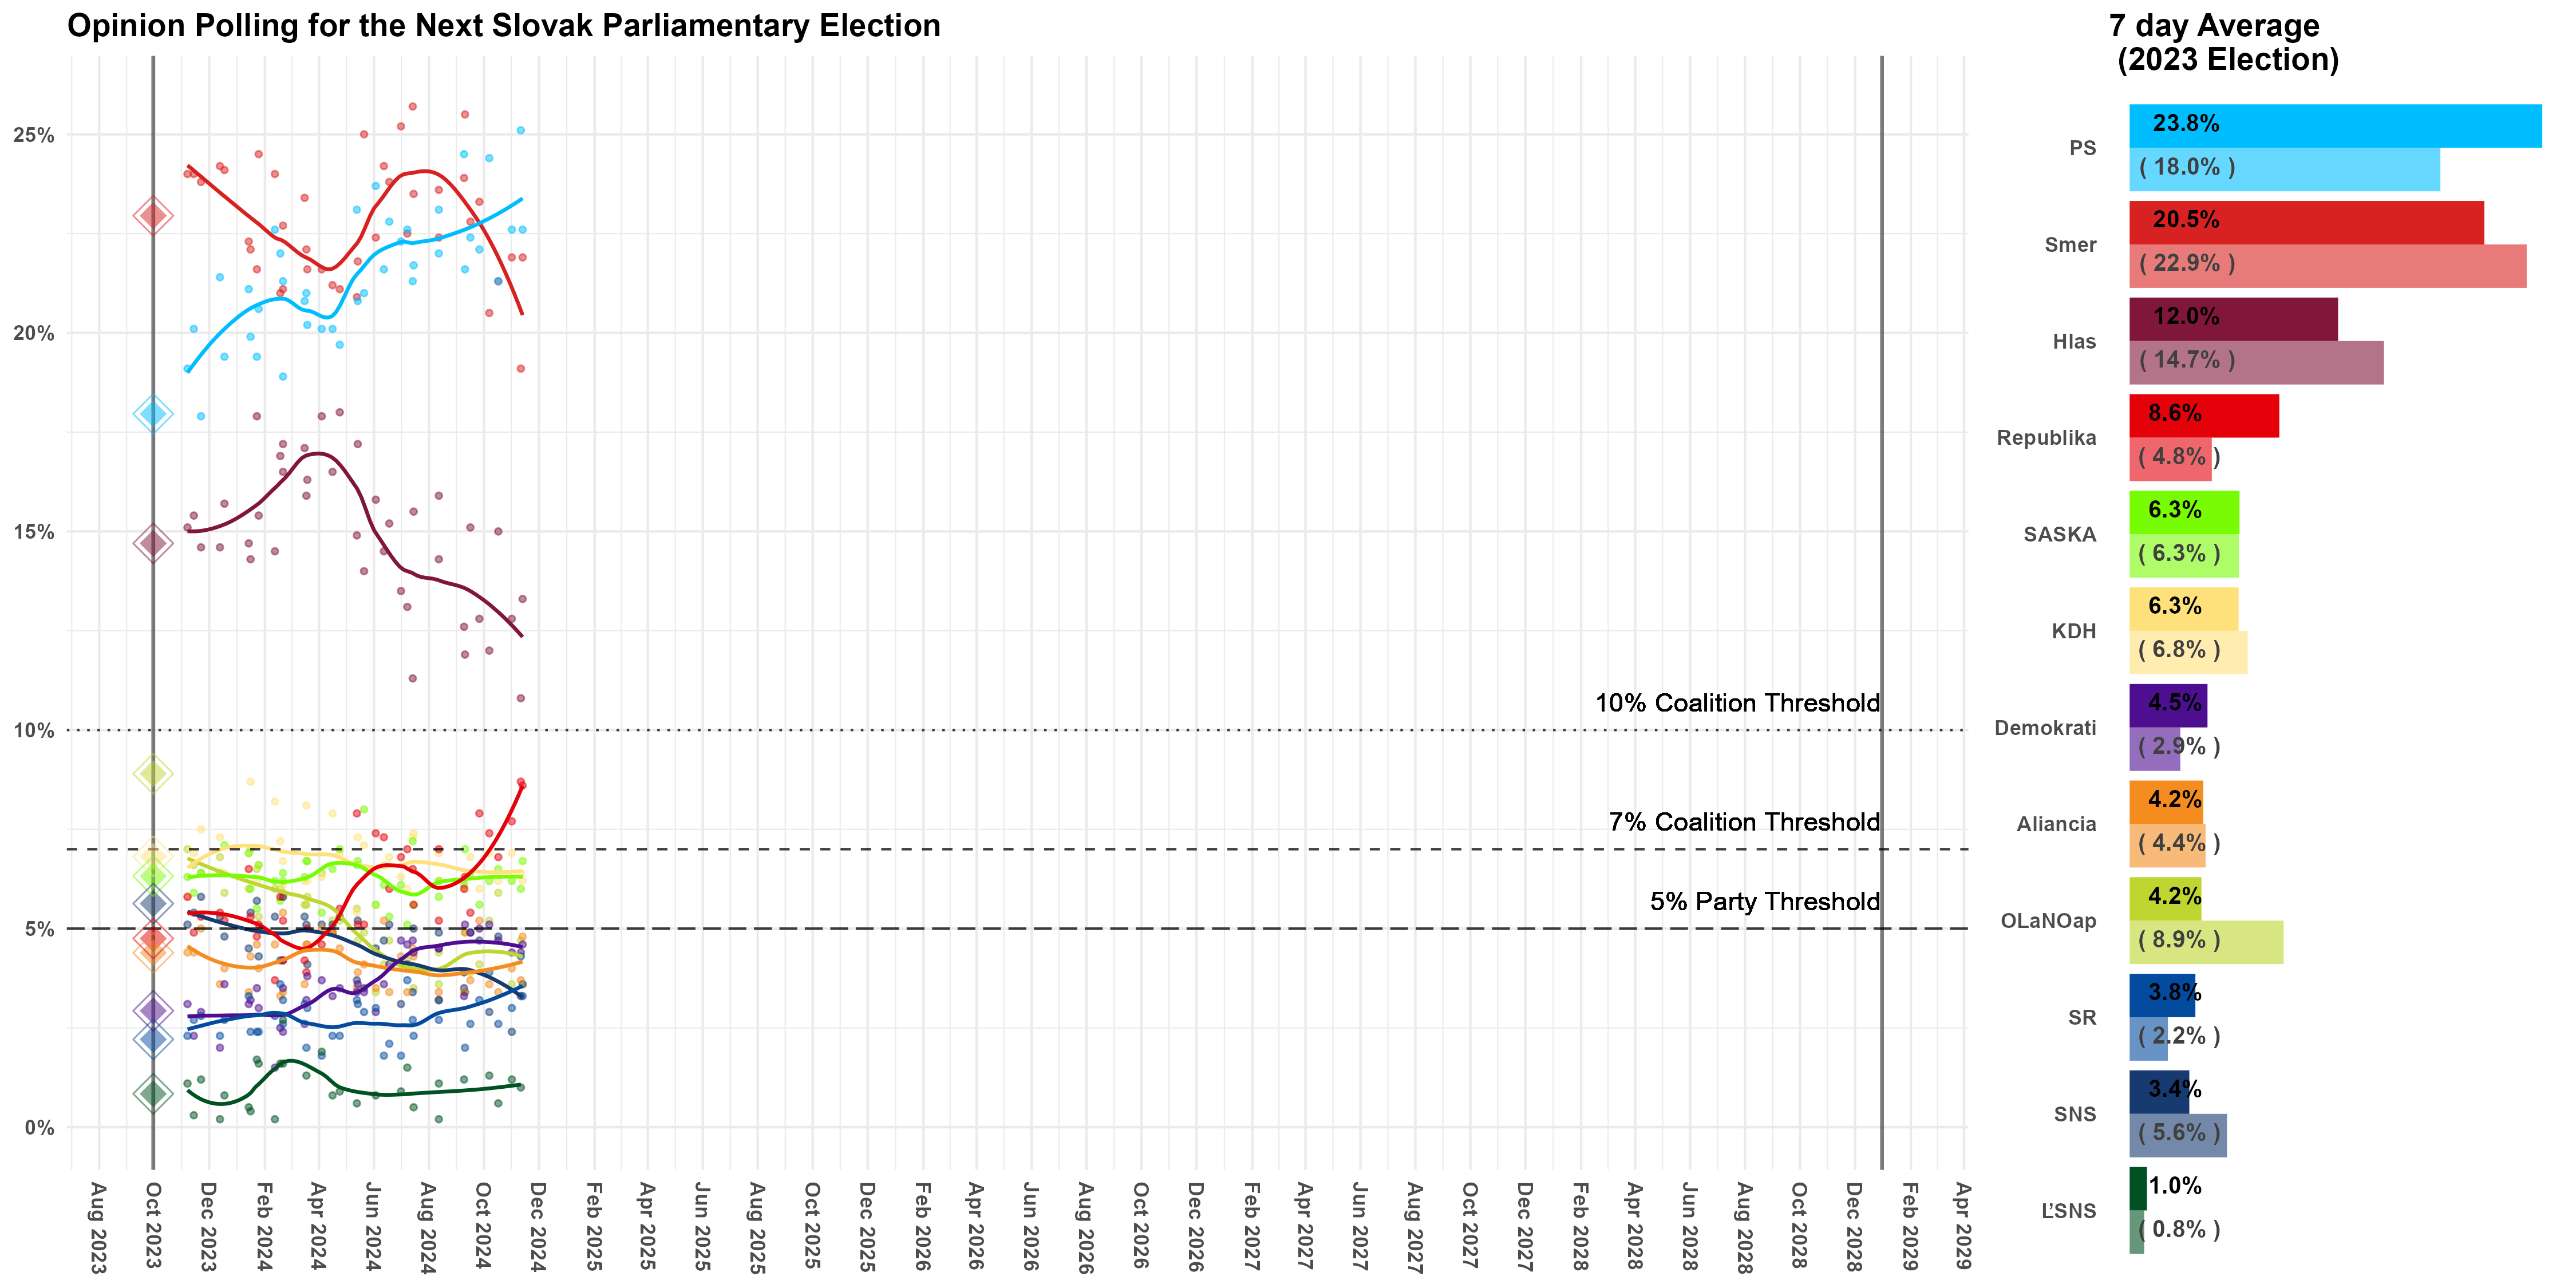 Opinion Polling for the Next Slovak Parliamentary Election
7 day Average
(2023 Election)
25%
20%
15%
10%
5%
0%
10% Coalition Threshold
7% Coalition Threshold
5% Party Threshold
Aug 2023
Oct 2023
Dec 2023
Feb 2024
Apr 2024
Jun 2024
Aug 2024
Oct 2024
Dec 2024
Feb 2025
Apr 2025
Jun 2025
Aug 2025
Oct 2025
Dec 2025
Feb 2026
Apr 2026
Jun 2026
Aug 2026
Oct 2026
Dec 2026
Feb 2027
Apr 2027
Jun 2027
Aug 2027
Oct 2027
Dec 2027
Feb 2028
Apr 2028
Jun 2028
Aug 2028
Oct 2028
Dec 2028
Feb 2029
Apr 2029
PS
23.8%
( 18.0% )
Smer
20.5%
( 22.9% )
Hlas
12.0%
( 14.7% )
Republika
8.6%
( 4.8% )
SASKA
6.3%
( 6.3% )
KDH
6.3%
( 6.8% )
Demokrati
4.5%
( 2.9% )
Aliancia
4.2%
( 4.4% )
OLaNOap
4.2%
( 8.9% )
SR
3.8%
( 2.2% )
SNS
3.4%
( 5.6% )
ĽSNS
1.0%
( 0.8% )